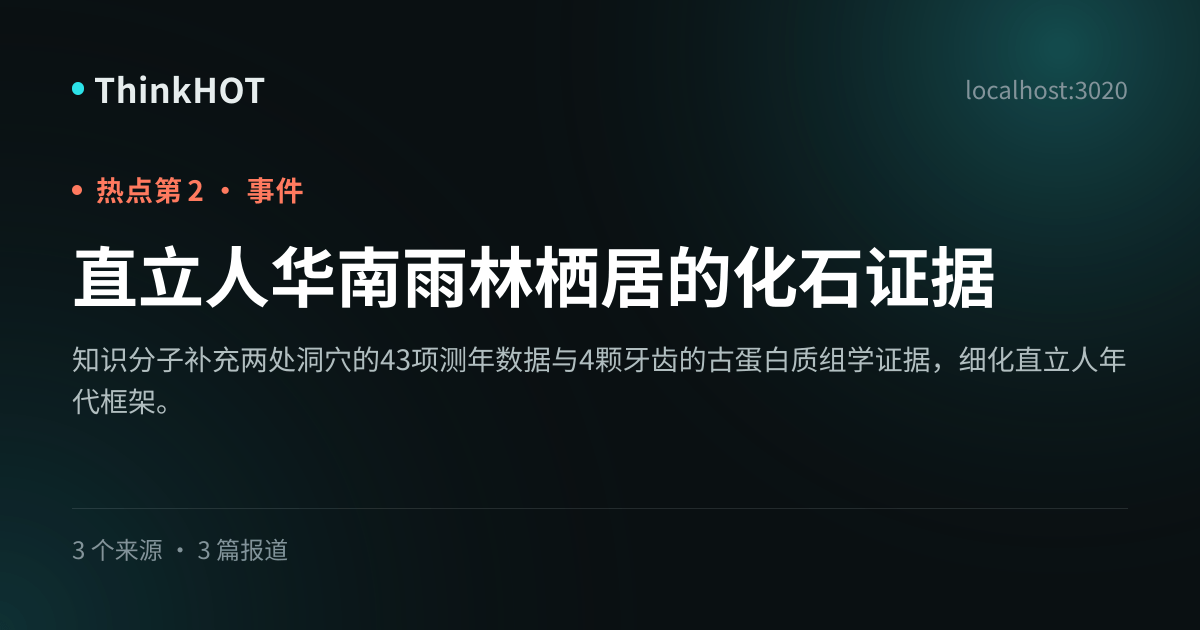 ThinkHOT
localhost:3020
热点第 2 · 事件
直立人华南雨林栖居的化石证据
知识分子补充两处洞穴的43项测年数据与4颗牙齿的古蛋白质组学证据，细化直立人年
代框架。
3 个来源 · 3 篇报道